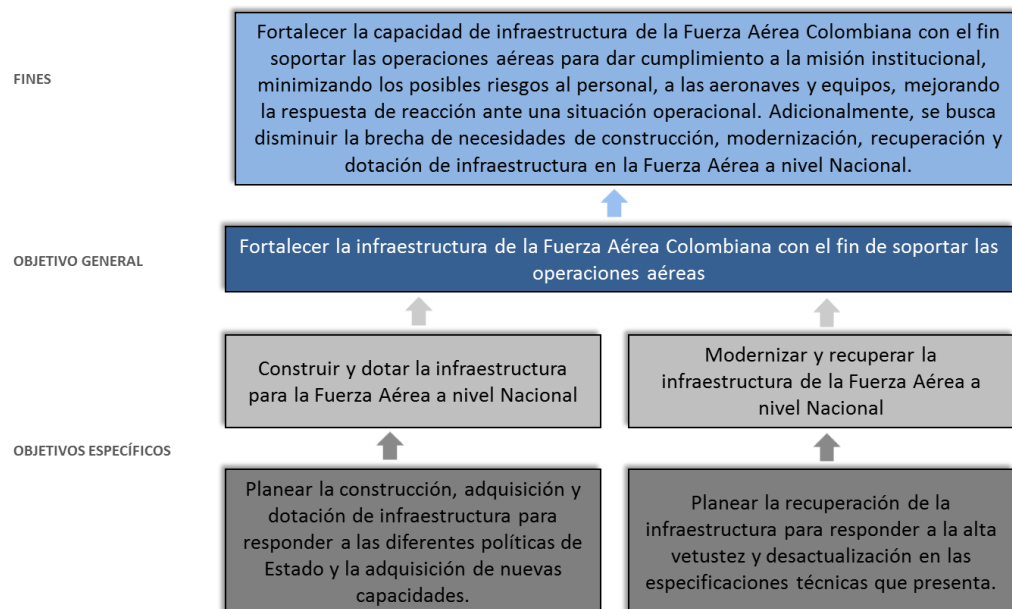 FINES
Fortalecer la capacidad de infraestructura de la Fuerza Aérea Colombiana con el fin
soportar las operaciones aéreas para dar cumplimiento a la misión institucional,
minimizando los posibles riesgos al personal, a las aeronaves y equipos, mejorando
la respuesta de reacción ante una situación operacional. Adicionalmente, se busca
disminuir la brecha de necesidades de construcción, modernización, recuperación y
dotación de infraestructura en la Fuerza Aérea a nivel Nacional.
OBJETIVO GENERAL
Fortalecer la infraestructura de la Fuerza Aérea Colombiana con el fin de soportar las
operaciones aéreas
OBJETIVOS ESPECÍFICOS
Construir y dotar la infraestructura
para la Fuerza Aérea a nivel Nacional
Modernizar y recuperar la
infraestructura de la Fuerza Aérea a
nivel Nacional
Planear la construcción, adquisición y
dotación de infraestructura para
responder a las diferentes políticas de
Estado y la adquisición de nuevas
capacidades.
Planear la recuperación de la
infraestructura para responder a la alta
vetustez y desactualización en las
especificaciones técnicas que presenta.